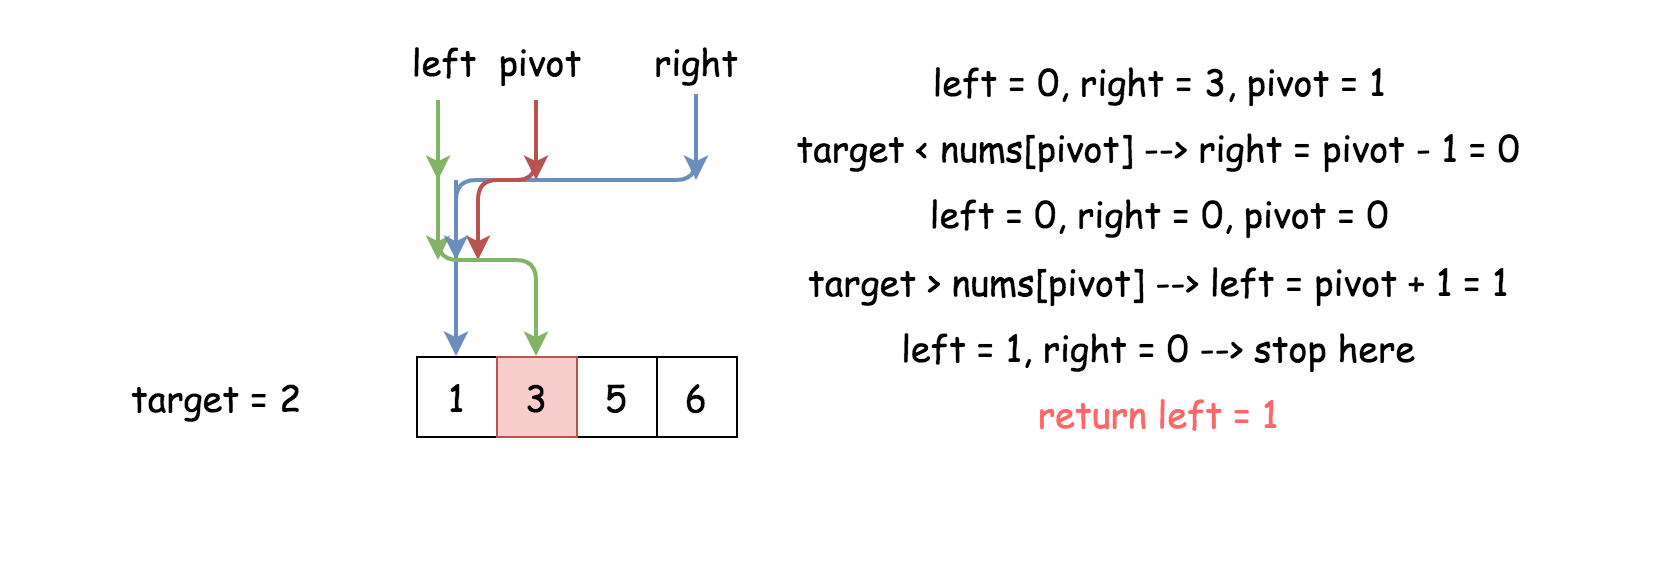 left pivot right
left = 0, right = 3, pivot = 1
target < nums[pivot] --> right = pivot - 1 = 0
left = 0, right = 0, pivot = 0
target > nums[pivot] --> left = pivot + 1 = 1
left = 1, right = 0 --> stop here
target = 2
1 3 5 6
return left = 1